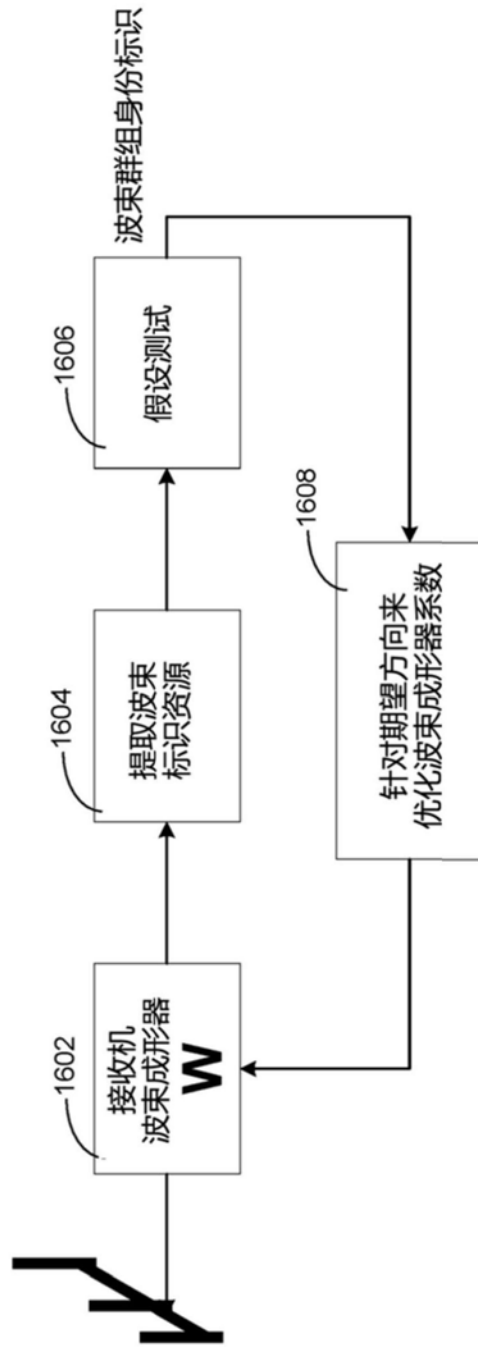 1602
接收机
波束成形器
W
1604
提取波束
标识资源
1606
假设测试
波束群组身份标识
1608
针对期望方向来
优化波束成形器系数